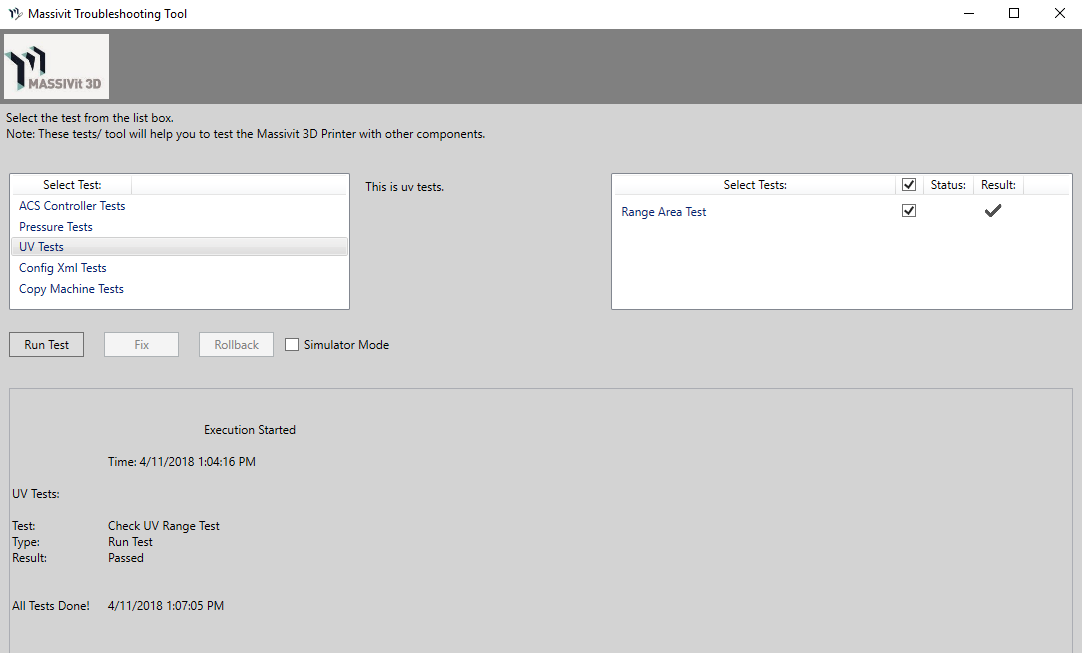 Massivit Troubleshooting Tool
MASSIVit 3D
Select the test from the list box.
Note: These tests/ tool will help you to test the Massivit 3D Printer with other components.
Select Test:
ACS Controller Tests
Pressure Tests
UV Tests
Config Xml Tests
Copy Machine Tests
This is uv tests.
Select Tests: Status: Result:
Range Area Test
Run Test Fix Rollback Simulator Mode
Execution Started
Time: 4/11/2018 1:04:16 PM
UV Tests:
Test: Check UV Range Test
Type: Run Test
Result: Passed
All Tests Done! 4/11/2018 1:07:05 PM